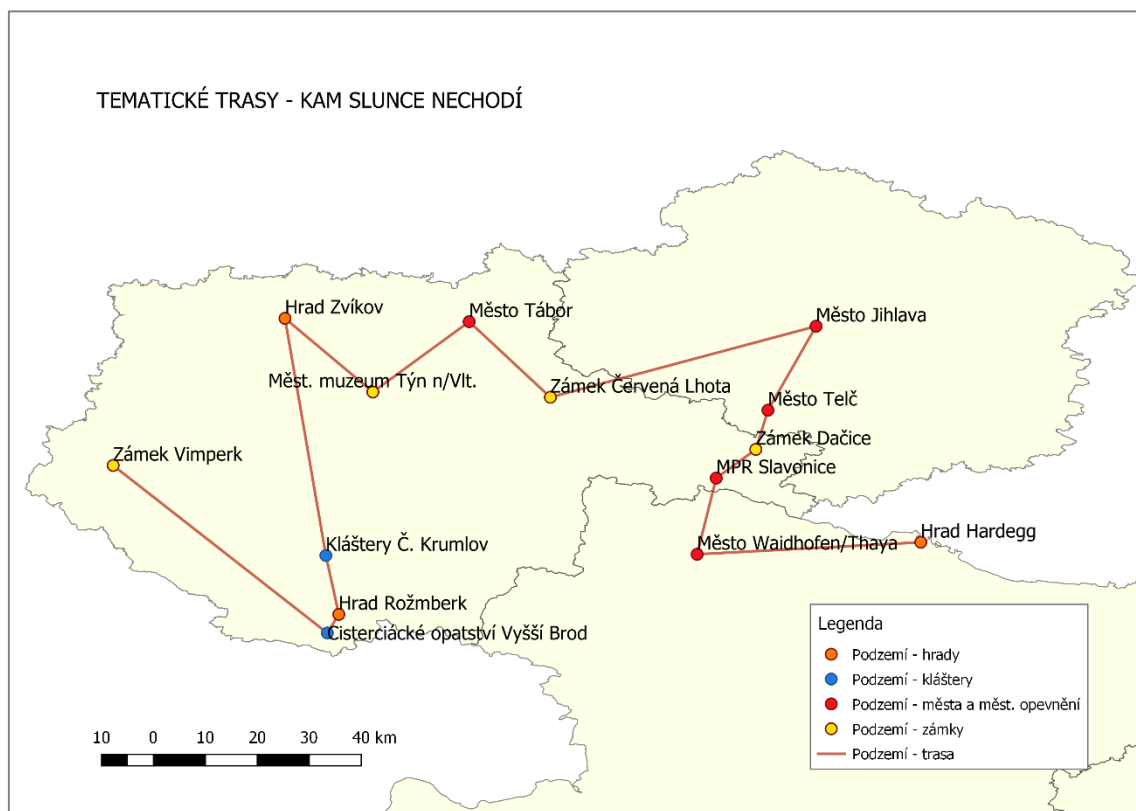 TEMATICKÉ TRASY - KAM SLUNCE NECHODÍ
Hrad Zvíkov
Město Tábor
Město Jihlava
Měst. muzeum Týn n/Vlt.
Zámek Červená Lhota
Město Telč
Zámek Dačice
Zámek Vimperk
MPR Slavonice
Kláštery Č. Krumlov
Město Waidhofen/Thaya
Hrad Hardegg
Hrad Rožmberk
Cisterciácké opatství Vyšší Brod
Legenda
Podzemí - hrady
Podzemí - kláštery
Podzemí - města a měst. opevnění
Podzemí - zámky
Podzemí - trasa
10 0 10 20 30 40 km